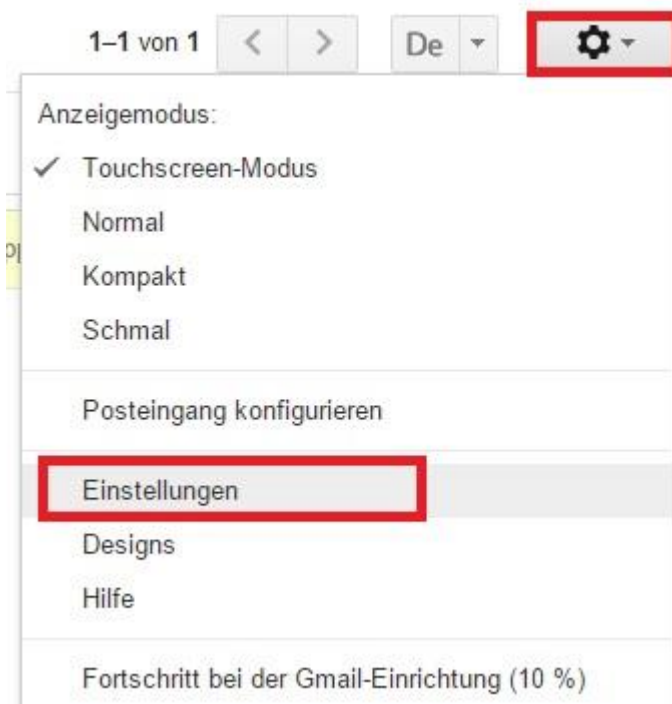 1–1 von 1 De
Anzeigemodus:
Touchscreen-Modus
Normal
Kompakt
Schmal
Posteingang konfigurieren
Einstellungen
Designs
Hilfe
Fortschritt bei der Gmail-Einrichtung (10 %)